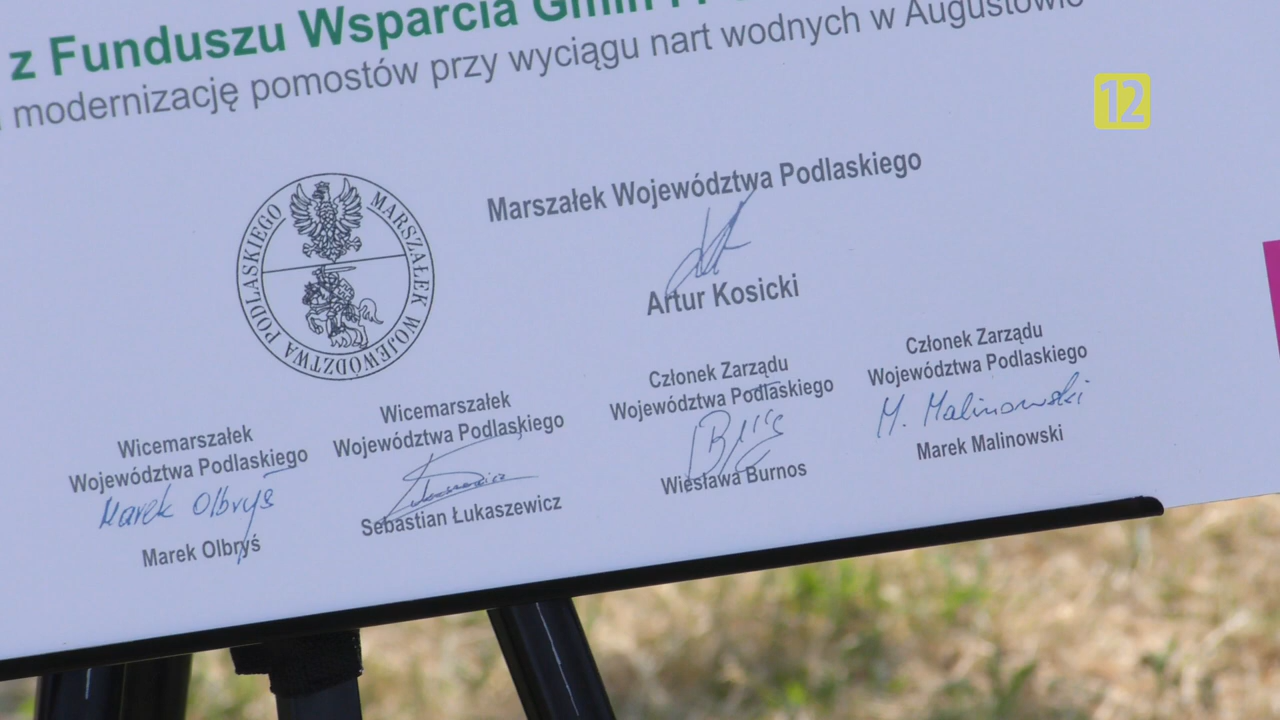 z Funduszu Wsparcia Gmin i
modernizację pomostów przy wyciągu nart wodnych w Augustowie
12
MARSZAŁEK WOJEWÓDZTWA PODLASKIEGO
Marszałek Województwa Podlaskiego
Artur Kosicki
Wicemarszałek
Województwa Podlaskiego
Marek Olbryś
Marek Olbryś
Wicemarszałek
Województwa Podlaskiego
Łukaszewicz
Sebastian Łukaszewicz
Członek Zarządu
Województwa Podlaskiego
Wiesława Burnos
Członek Zarządu
Województwa Podlaskiego
M. Malinowski
Marek Malinowski